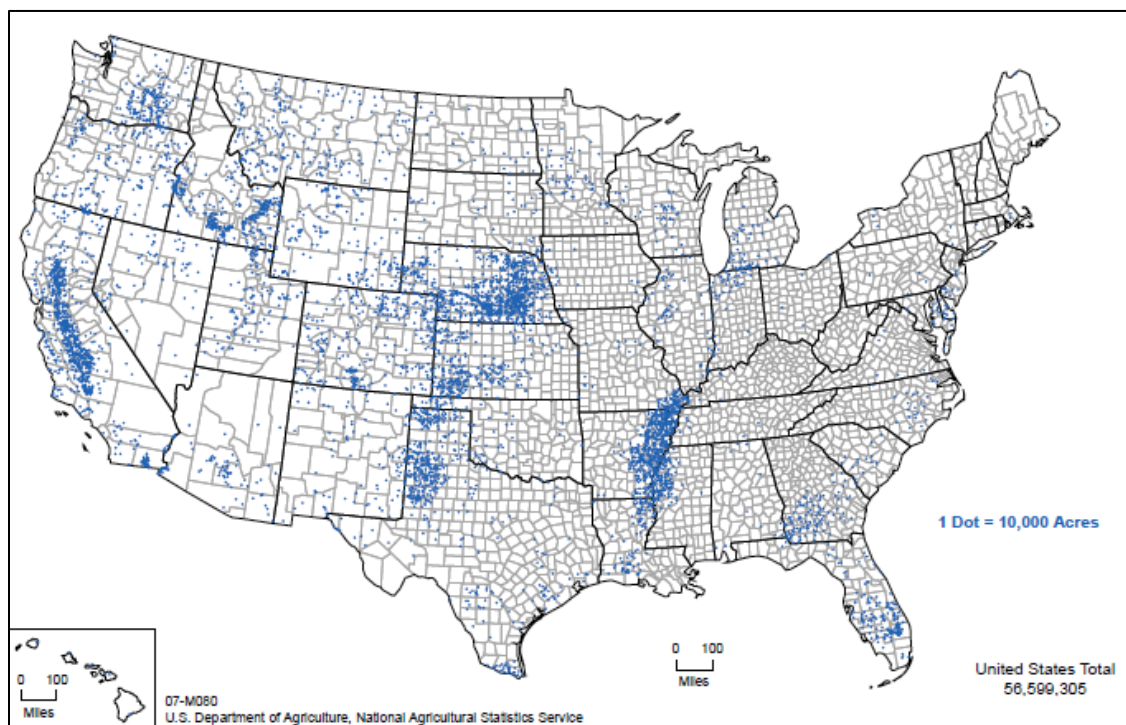 1 Dot = 10,000 Acres
0 100
Miles
United States Total
56,599,305
0 100
Miles
07-M080
U.S. Department of Agriculture, National Agricultural Statistics Service